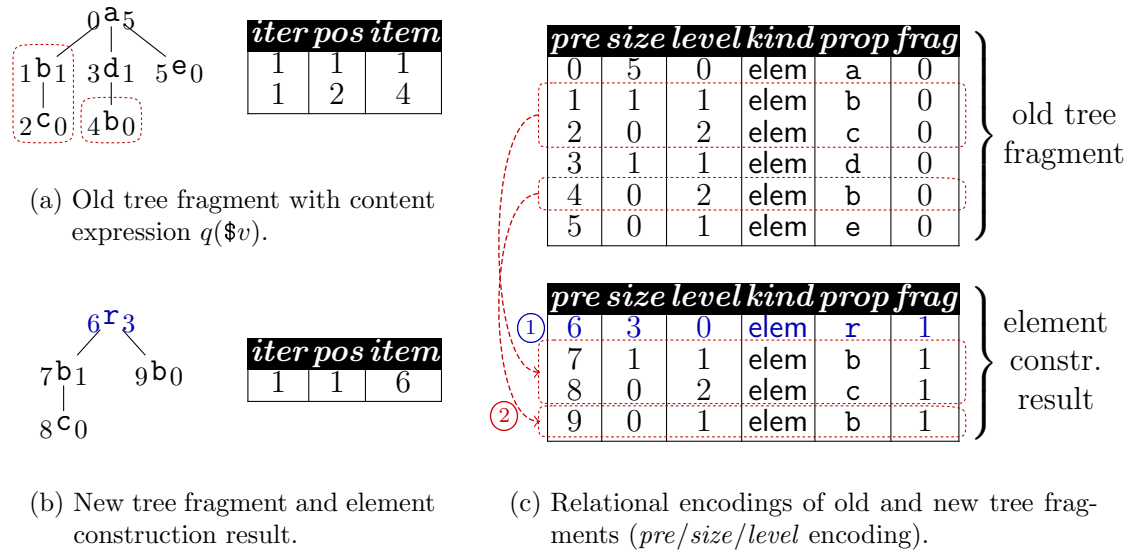 0a5
1b1 3d1 5e0
2c0 4b0
iter pos item
1 1 1
1 2 4
(a) Old tree fragment with content
expression q($v).
6r3
7b1 9b0
8c0
iter pos item
1 1 6
(b) New tree fragment and element
construction result.
pre size level kind prop frag
0 5 0 elem a 0
1 1 1 elem b 0
2 0 2 elem c 0
3 1 1 elem d 0
4 0 2 elem b 0
5 0 1 elem e 0
old tree
fragment
pre size level kind prop frag
1 6 3 0 elem r 1
7 1 1 elem b 1
8 0 2 elem c 1
2 9 0 1 elem b 1
element
constr.
result
(c) Relational encodings of old and new tree frag-
ments (pre/size/level encoding).